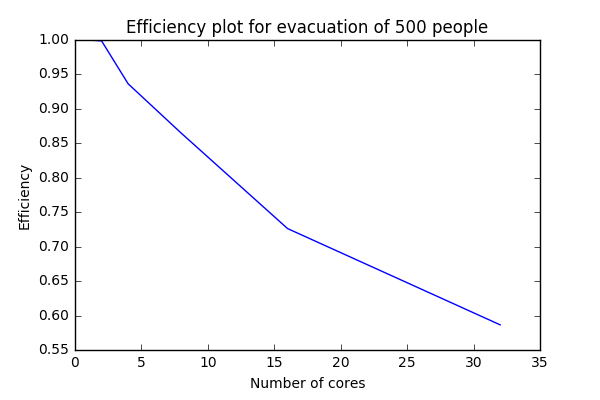 Efficiency plot for evacuation of 500 people
1.00
0.95
0.90
0.85
0.80
0.75
0.70
0.65
0.60
0.55
Efficiency
0 5 10 15 20 25 30 35
Number of cores